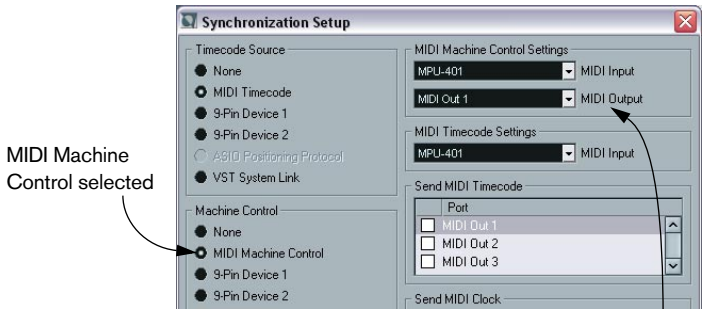 Synchronization Setup
Timecode Source
None
MIDI Timecode
9-Pin Device 1
9-Pin Device 2
ASIO Positioning Protocol
VST System Link
Machine Control
None
MIDI Machine Control
9-Pin Device 1
9-Pin Device 2
MIDI Machine Control Settings
MPU-401 MIDI Input
MIDI Out 1 MIDI Output
MIDI Timecode Settings
MPU-401 MIDI Input
Send MIDI Timecode
Port
MIDI Out 1
MIDI Out 2
MIDI Out 3
Send MIDI Clock
MIDI Machine
Control selected